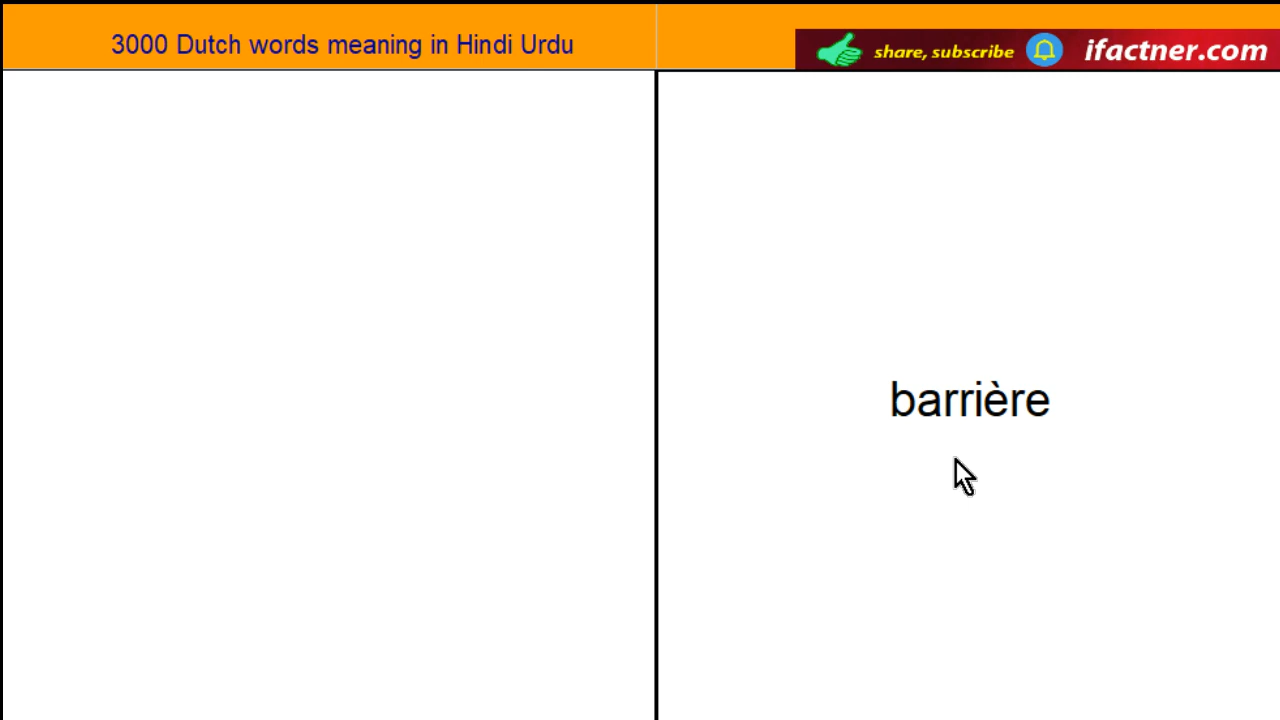 3000 Dutch words meaning in Hindi Urdu
share, subscribe
ifactner.com
barrière